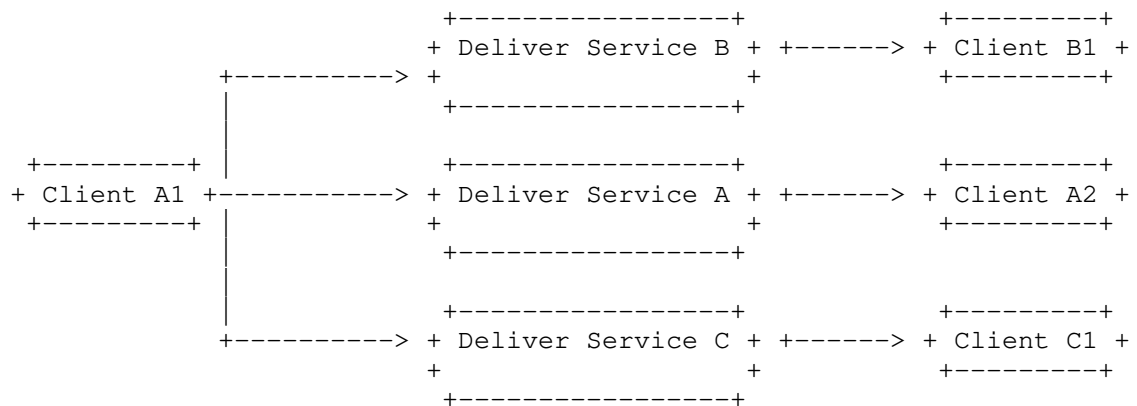 Deliver Service B Client B1
Client A1 Deliver Service A Client A2
Deliver Service C Client C1